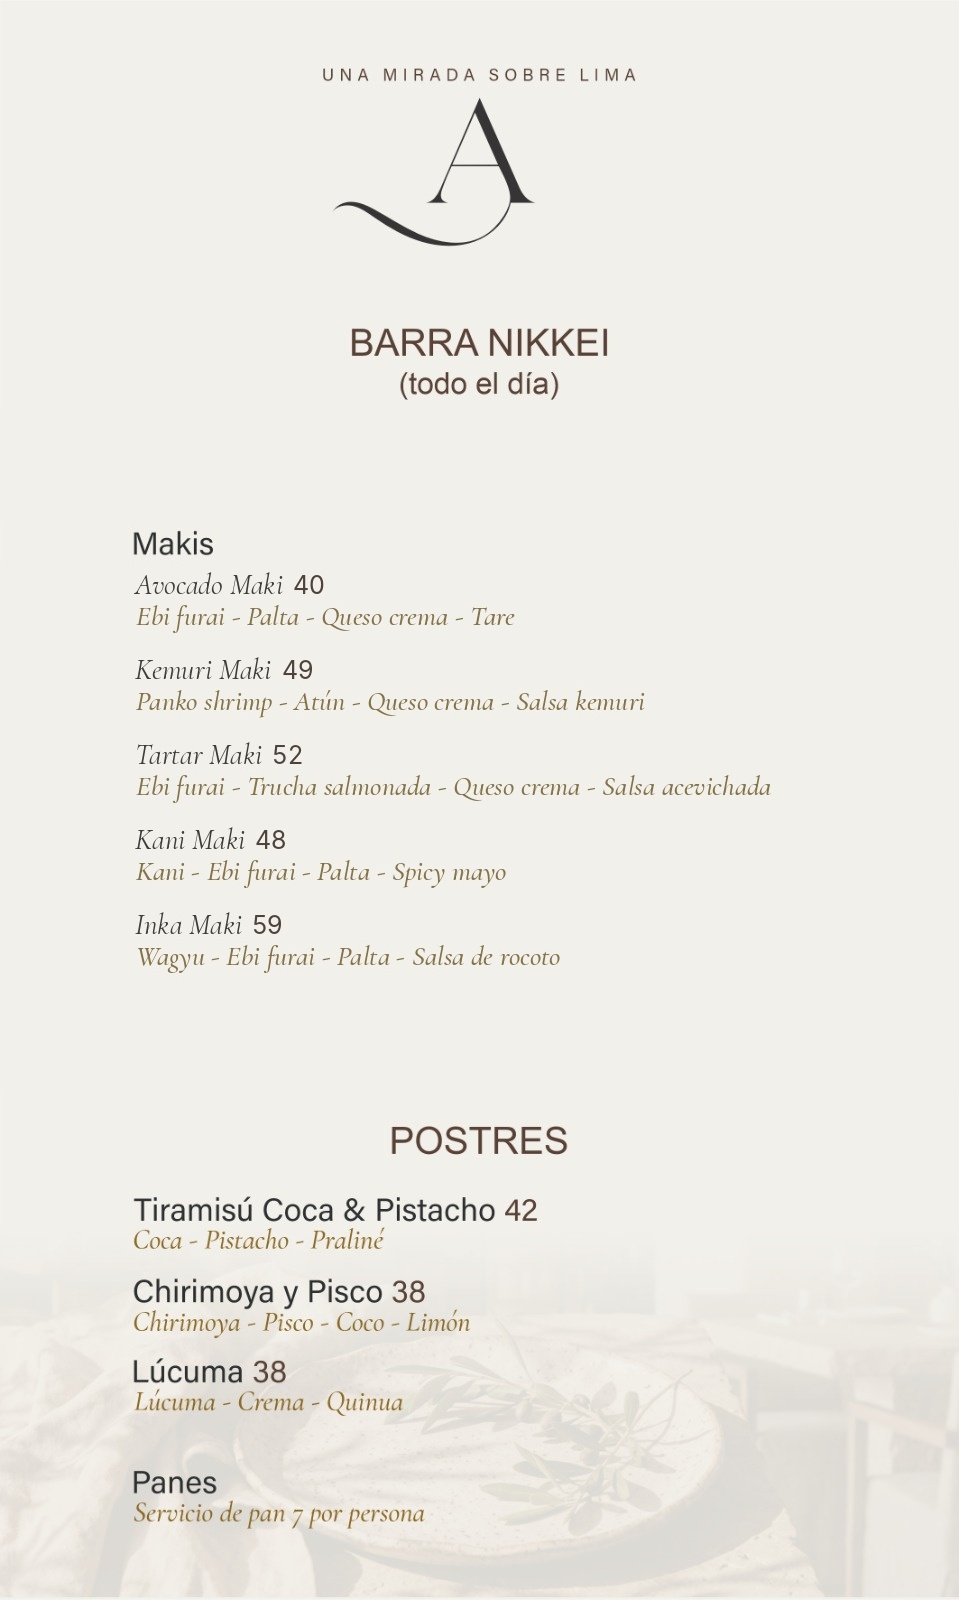 UNA MIRADA SOBRE LIMA
A
BARRA NIKKEI
(todo el día)
Makis
Avocado Maki 40
Ebi furai - Palta - Queso crema - Tare
Kemuri Maki 49
Panko shrimp - Atún - Queso crema - Salsa kemuri
Tartar Maki 52
Ebi furai - Trucha salmonada - Queso crema - Salsa acevichada
Kani Maki 48
Kani - Ebi furai - Palta - Spicy mayo
Inka Maki 59
Wagyu - Ebi furai - Palta - Salsa de rocoto
POSTRES
Tiramisú Coca & Pistacho 42
Coca - Pistacho - Praliné
Chirimoya y Pisco 38
Chirimoya - Pisco - Coco - Limón
Lúcuma 38
Lúcuma - Crema - Quinua
Panes
Servicio de pan 7 por persona